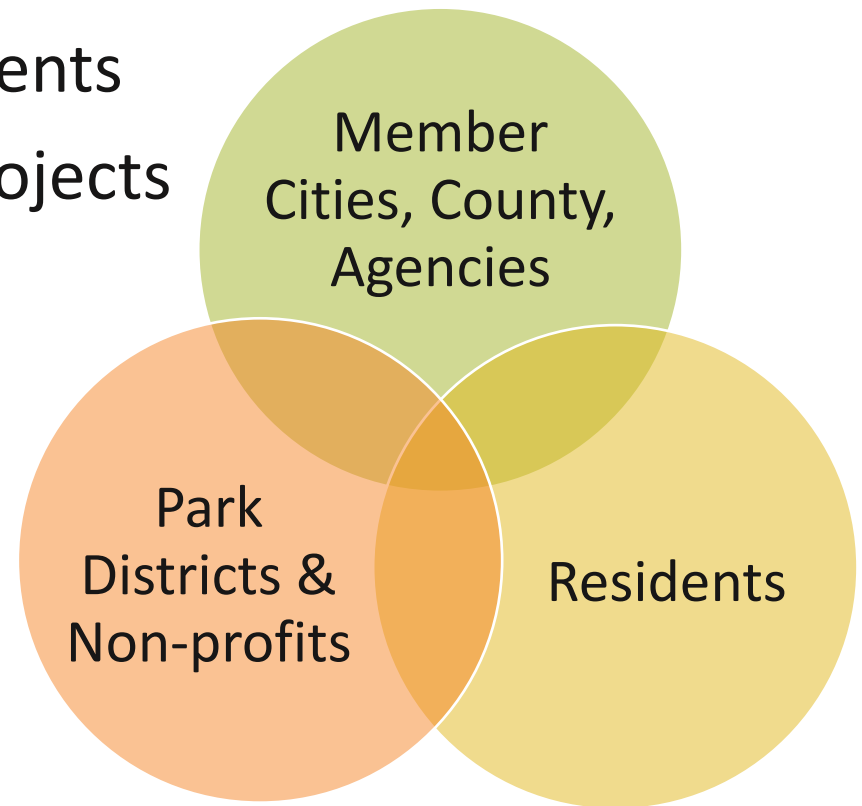 ents
ojects
Member
Cities, County,
Agencies
Park
Districts &
Non-profits
Residents